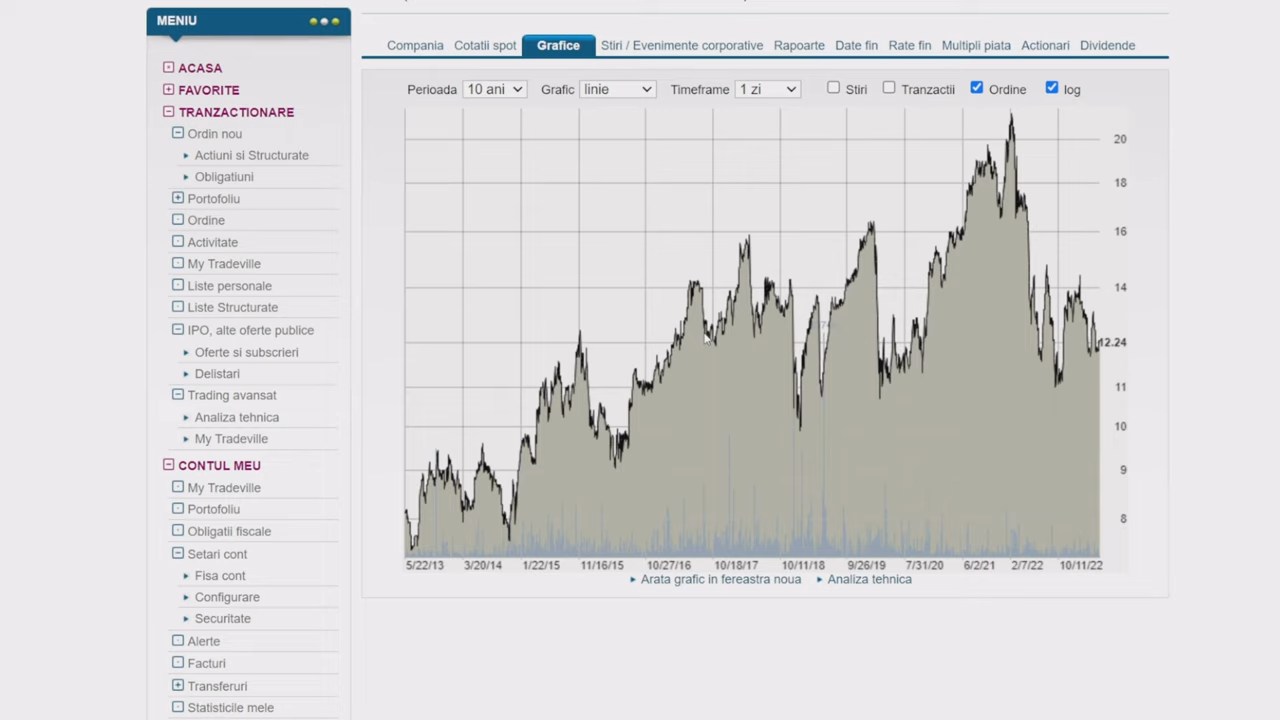 MENIU
ACASA
FAVORITE
TRANZACTIONARE
Ordin nou
Actiuni si Structurate
Obligatiuni
Portofoliu
Ordine
Activitate
My Tradeville
Liste personale
Liste Structurate
IPO, alte oferte publice
Oferte si subscrieri
Delistari
Trading avansat
Analiza tehnica
My Tradeville
CONTUL MEU
My Tradeville
Portofoliu
Obligatii fiscale
Setari cont
Fisa cont
Configurare
Securitate
Alerte
Facturi
Transferuri
Statisticile mele
Compania Cotatii spot Grafice Stiri / Evenimente corporative Rapoarte Date fin Rate fin Multipli piata Actionari Dividende
Perioada 10 ani Grafic linie Timeframe 1 zi Stiri Tranzactii Ordine log
20
18
16
14
12.24
11
10
9
8
5/22/13 3/20/14 1/22/15 11/16/15 10/27/16 10/18/17 10/11/18 9/26/19 7/31/20 6/2/21 2/7/22 10/11/22
Arata grafic in fereastra noua Analiza tehnica